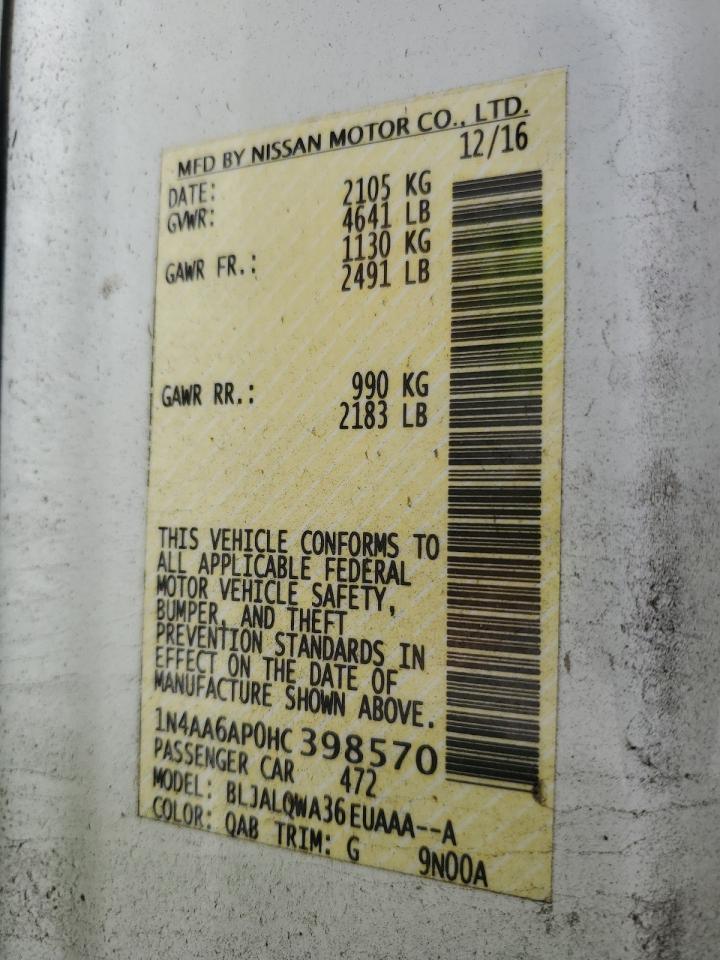 MFD BY NISSAN MOTOR CO., LTD.
DATE: 12/16
GVWR: 2105 KG
4641 LB
GAWR FR.: 1130 KG
2491 LB
GAWR RR.: 990 KG
2183 LB
THIS VEHICLE CONFORMS TO
ALL APPLICABLE FEDERAL
MOTOR VEHICLE SAFETY,
BUMPER, AND THEFT
PREVENTION STANDARDS IN
EFFECT ON THE DATE OF
MANUFACTURE SHOWN ABOVE.
1N4AA6AP0HC 398570
PASSENGER CAR 472
MODEL: BLJALQWA36EUAAA--A
COLOR: QAB TRIM: G 9N00A